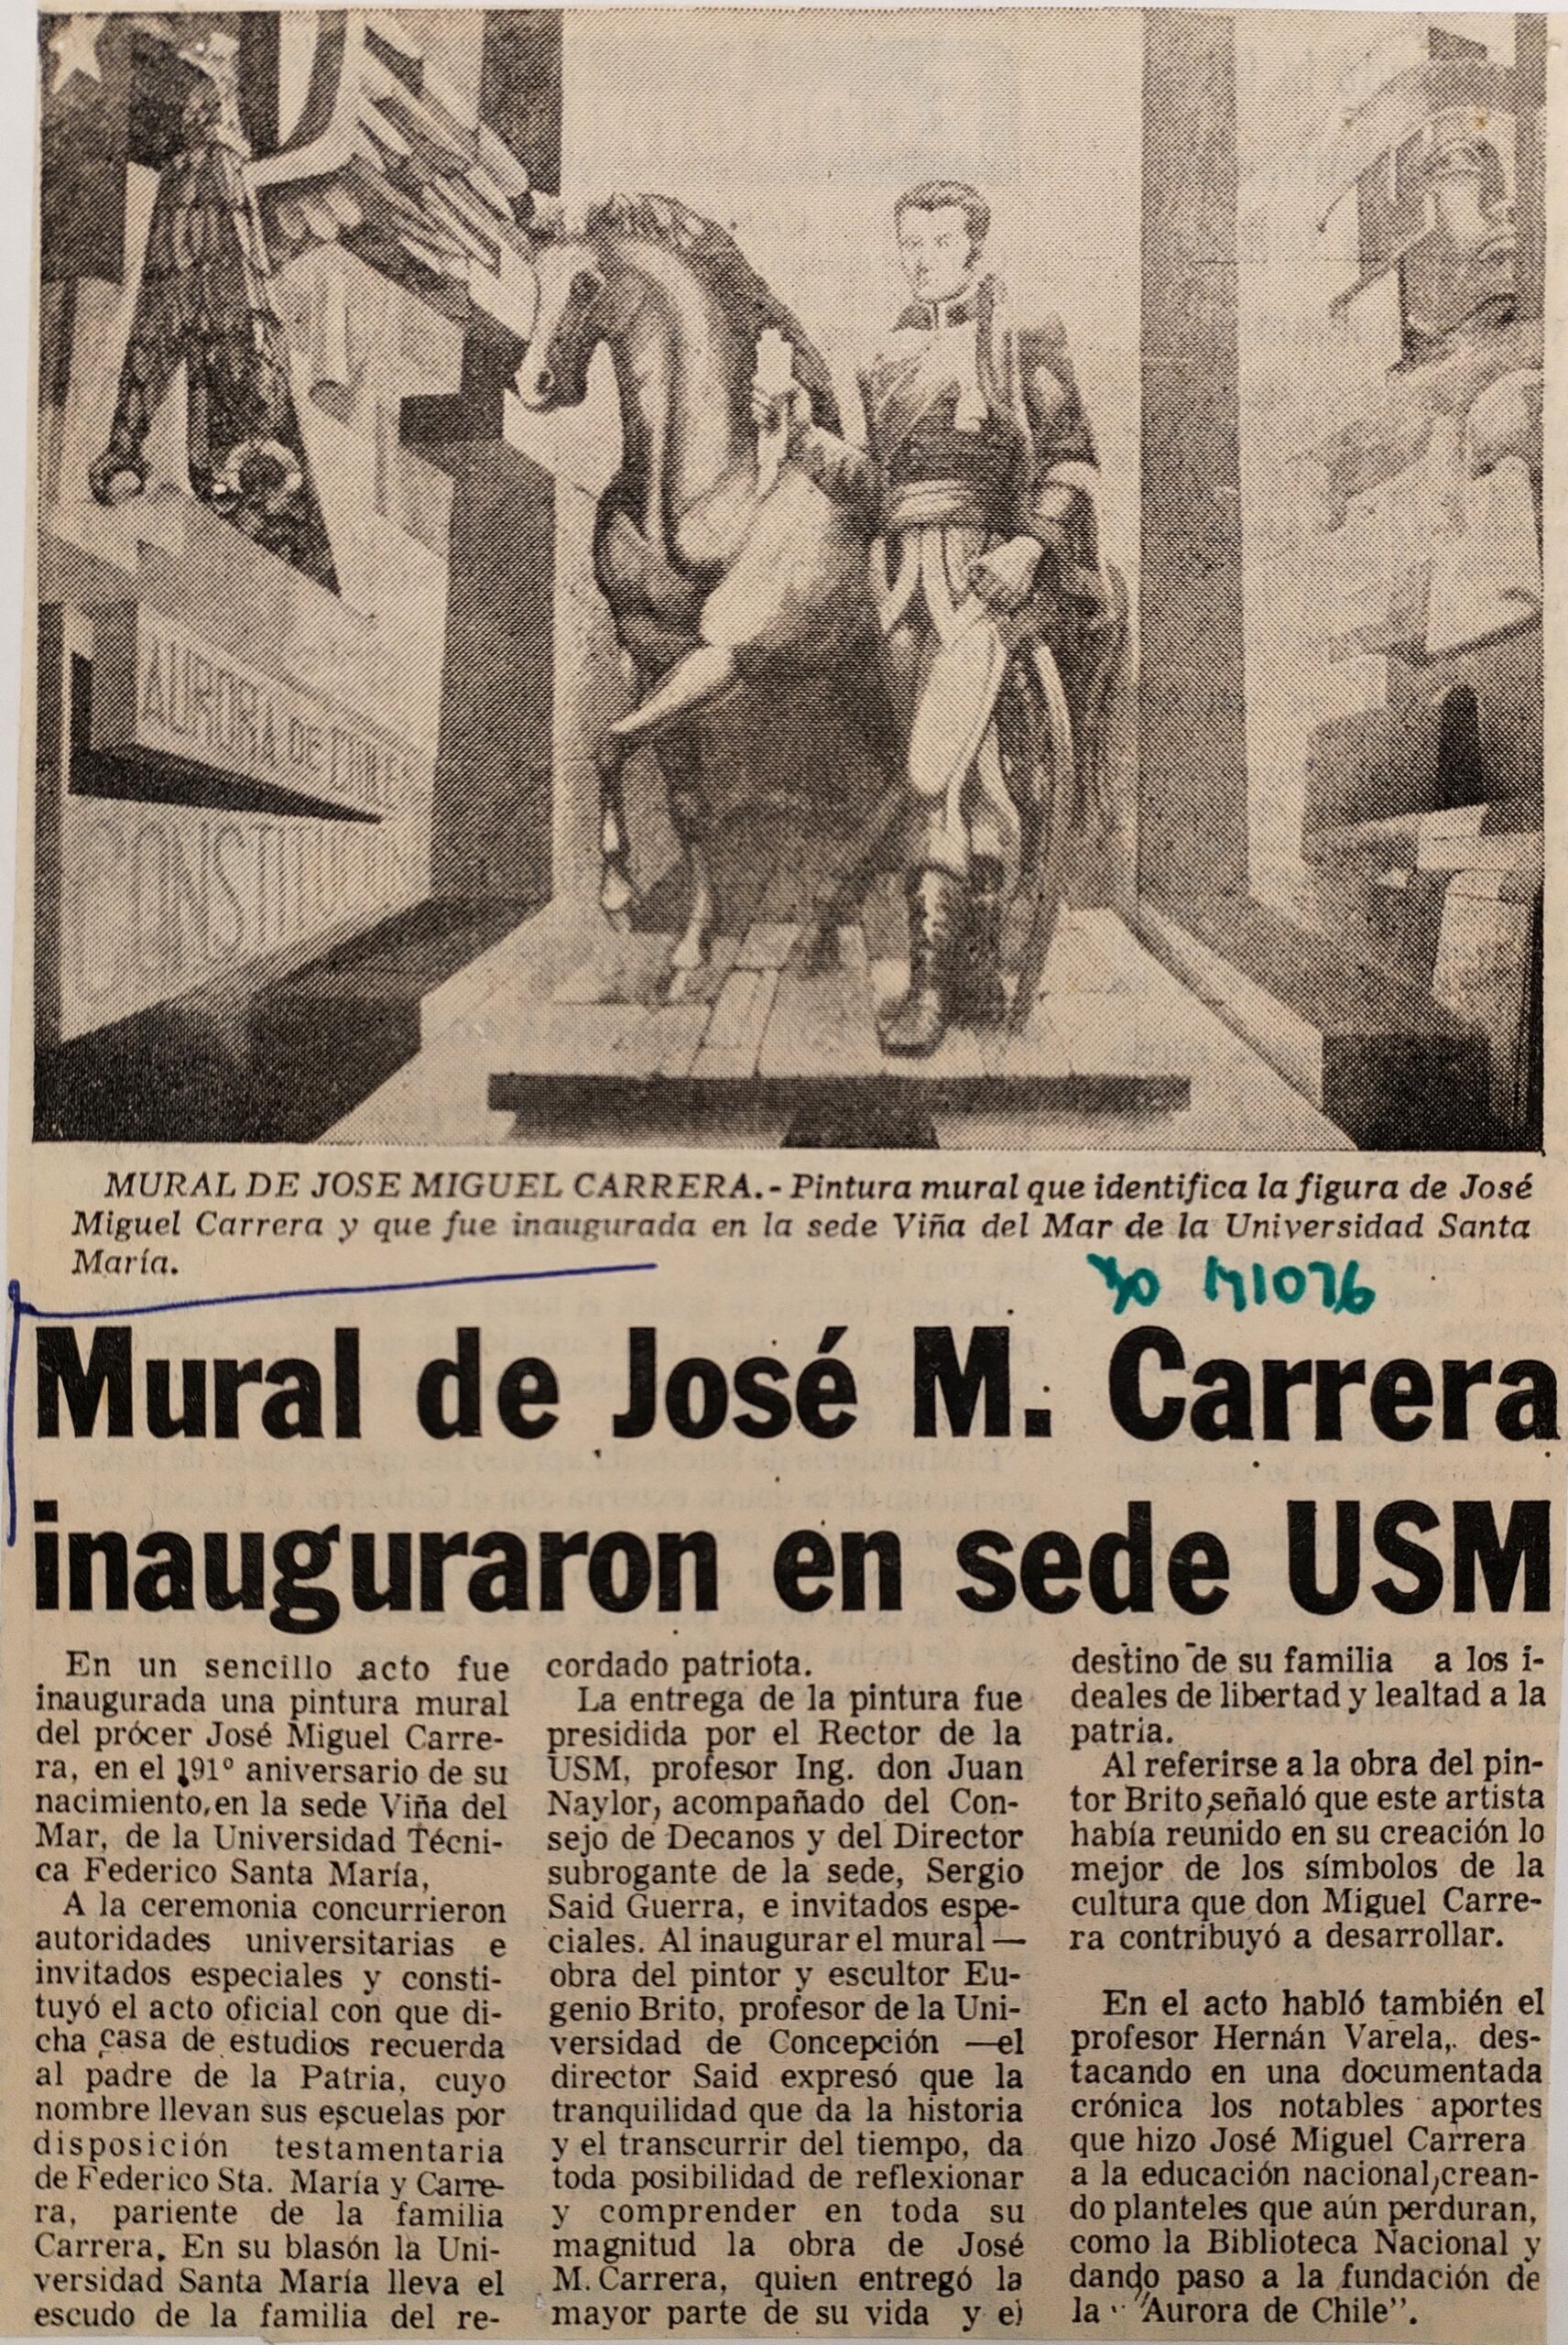 AURORA DE CHILE
MURAL DE JOSE MIGUEL CARRERA.- Pintura mural que identifica la figura de José
Miguel Carrera y que fue inaugurada en la sede Viña del Mar de la Universidad Santa
María.
Mural de José M. Carrera
inauguraron en sede USM
En un sencillo acto fue
inaugurada una pintura mural
del prócer José Miguel Carre-
ra, en el 191° aniversario de su
nacimiento, en la sede Viña del
Mar, de la Universidad Técni-
ca Federico Santa María,
A la ceremonia concurrieron
autoridades universitarias e
invitados especiales y consti-
tuyó el acto oficial con que di-
cha casa de estudios recuerda
al padre de la Patria, cuyo
nombre llevan sus escuelas por
disposición testamentaria
de Federico Sta. María y Carre-
ra, pariente de la familia
Carrera. En su blasón la Uni-
versidad Santa María lleva el
escudo de la familia del re-
cordado patriota.
La entrega de la pintura fue
presidida por el Rector de la
USM, profesor Ing. don Juan
Naylor, acompañado del Con-
sejo de Decanos y del Director
subrogante de la sede, Sergio
Said Guerra, e invitados espe-
ciales. Al inaugurar el mural —
obra del pintor y escultor Eu-
genio Brito, profesor de la Uni-
versidad de Concepción —el
director Said expresó que la
tranquilidad que da la historia
y el transcurrir del tiempo, da
toda posibilidad de reflexionar
y comprender en toda su
magnitud la obra de José
M. Carrera, quien entregó la
mayor parte de su vida y el
destino de su familia a los i-
deales de libertad y lealtad a la
patria.
Al referirse a la obra del pin-
tor Brito, señaló que este artista
había reunido en su creación lo
mejor de los símbolos de la
cultura que don Miguel Carre-
ra contribuyó a desarrollar.
En el acto habló también el
profesor Hernán Varela, des-
tacando en una documentada
crónica los notables aportes
que hizo José Miguel Carrera
a la educación nacional, crean-
do planteles que aún perduran,
como la Biblioteca Nacional y
dando paso a la fundación de
la "Aurora de Chile".